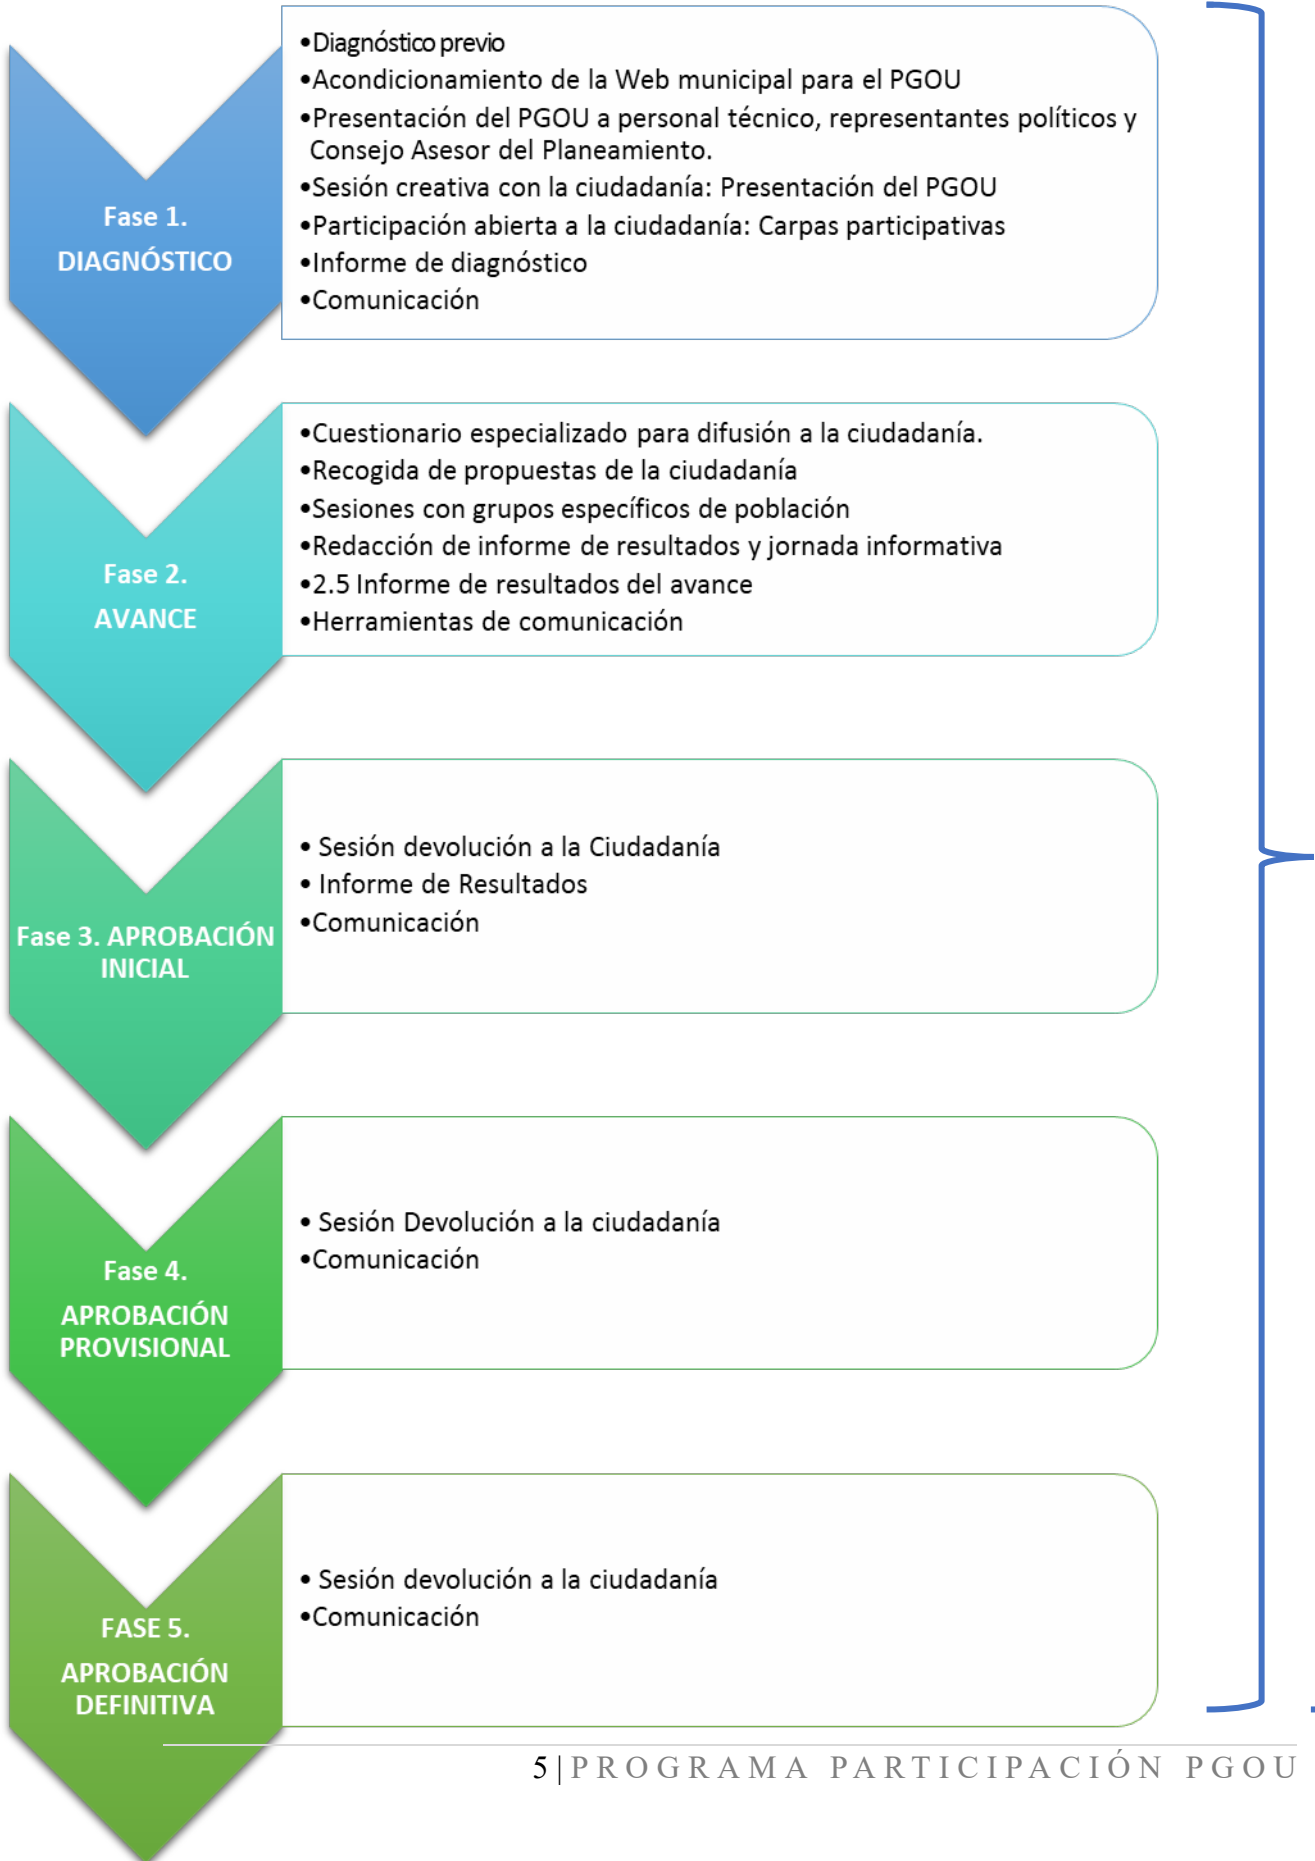 Fase 1.
DIAGNÓSTICO
•Diagnóstico previo
•Acondicionamiento de la Web municipal para el PGOU
•Presentación del PGOU a personal técnico, representantes políticos y
Consejo Asesor del Planeamiento.
•Sesión creativa con la ciudadanía: Presentación del PGOU
•Participación abierta a la ciudadanía: Carpas participativas
•Informe de diagnóstico
•Comunicación
Fase 2.
AVANCE
•Cuestionario especializado para difusión a la ciudadanía.
•Recogida de propuestas de la ciudadanía
•Sesiones con grupos específicos de población
•Redacción de informe de resultados y jornada informativa
•2.5 Informe de resultados del avance
•Herramientas de comunicación
Fase 3. APROBACIÓN
INICIAL
• Sesión devolución a la Ciudadanía
• Informe de Resultados
•Comunicación
Fase 4.
APROBACIÓN
PROVISIONAL
• Sesión Devolución a la ciudadanía
•Comunicación
FASE 5.
APROBACIÓN
DEFINITIVA
• Sesión devolución a la ciudadanía
•Comunicación
5|PROGRAMA PARTICIPACIÓN PGOU